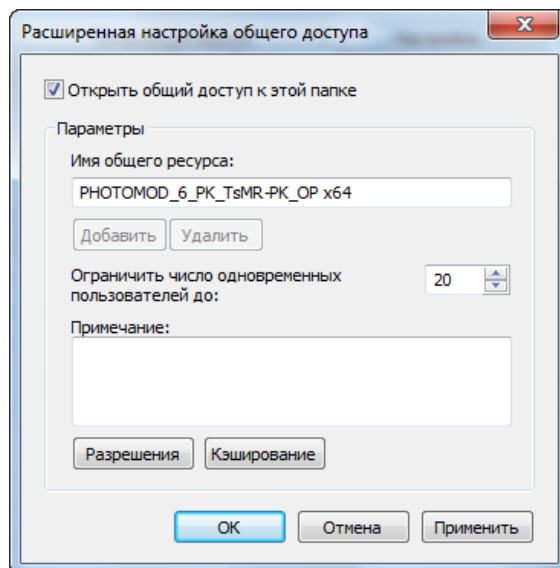 Расширенная настройка общего доступа
Открыть общий доступ к этой папке
Параметры
Имя общего ресурса:
PHOTOMOD_6_PK_TsMR-PK_OP x64
Добавить Удалить
Ограничить число одновременных 20
пользователей до:
Примечание:
Разрешения Кэширование
ОК Отмена Применить